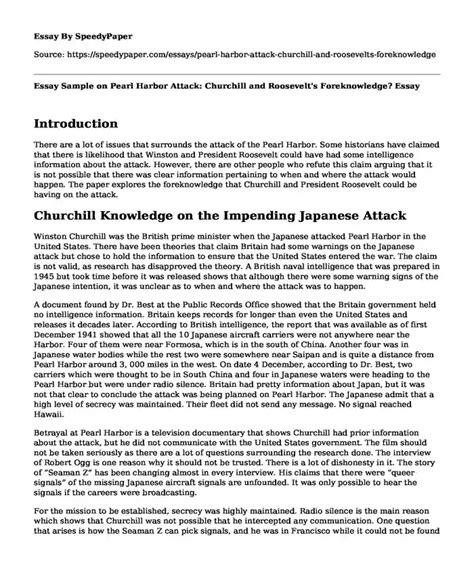 Essay By SpeedyPaper
Source: https://speedypaper.com/essays/pearl-harbor-attack-churchill-and-roosevelts-foreknowledge
Essay Sample on Pearl Harbor Attack: Churchill and Roosevelt's Foreknowledge? Essay
Introduction
There are a lot of issues that surrounds the attack of the Pearl Harbor. Some historians have claimed
that there is likelihood that Winston and President Roosevelt could have had some intelligence
information about the attack. However, there are other people who refute this claim arguing that it
is not possible that there was clear information pertaining to when and where the attack would
happen. The paper explores the foreknowledge that Churchill and President Roosevelt could be
having on the attack.
Churchill Knowledge on the Impending Japanese Attack
Winston Churchill was the British prime minister when the Japanese attacked Pearl Harbor in the
United States. There have been theories that claim Britain had some warnings on the Japanese
attack but chose to hold the information to ensure that the United States entered the war. The claim
is not valid, as research has disapproved the theory. A British naval intelligence that was prepared in
1945 but took time before it was released shows that although there were some warning signs of the
Japanese intention, it was unclear as to when and where the attack was to happen.
A document found by Dr. Best at the Public Records Office showed that the Britain government held
no intelligence information. Britain keeps records for longer than even the United States and
releases it decades later. According to British intelligence, the report that was available as of first
December 1941 showed that all the 10 Japanese aircraft carriers were not anywhere near the
Harbor. Four of them were near Formosa, which is in the south of China. Another four was in
Japanese water bodies while the rest two were somewhere near Saipan and is quite a distance from
Pearl Harbor around 3, 000 miles in the west. On date 4 December, according to Dr. Best, two
carriers which were thought to be in China and four in Japanese waters were heading to the
Pearl Harbor but were under radio silence. Britain had pretty information about Japan, but it was
not that clear to conclude the attack was being planned on Pearl Harbor. The Japanese admit that a
high level of secrecy was maintained. Their fleet did not send any message. No signal reached
Hawaii.
Betrayal at Pearl Harbor is a television documentary that shows Churchill had prior information
about the attack, but he did not communicate with the United States government. The film should
not be taken seriously as there are a lot of questions surrounding the research done. The interview
of Robert Ogg is one reason why it should not be trusted. There is a lot of dishonesty in it. The story
of "Seaman Z" has been changing almost in every interview. His claims that there were "queer
signals" of the missing Japanese aircraft signals are unfounded. It was only possible to hear the
signals if the careers were broadcasting.
For the mission to be established, secrecy was highly maintained. Radio silence is the main reason
which shows that Churchill was not possible that he intercepted any communication. One question
that arises is how the Seaman Z can pick signals, and he was in Francisco while it could not be found